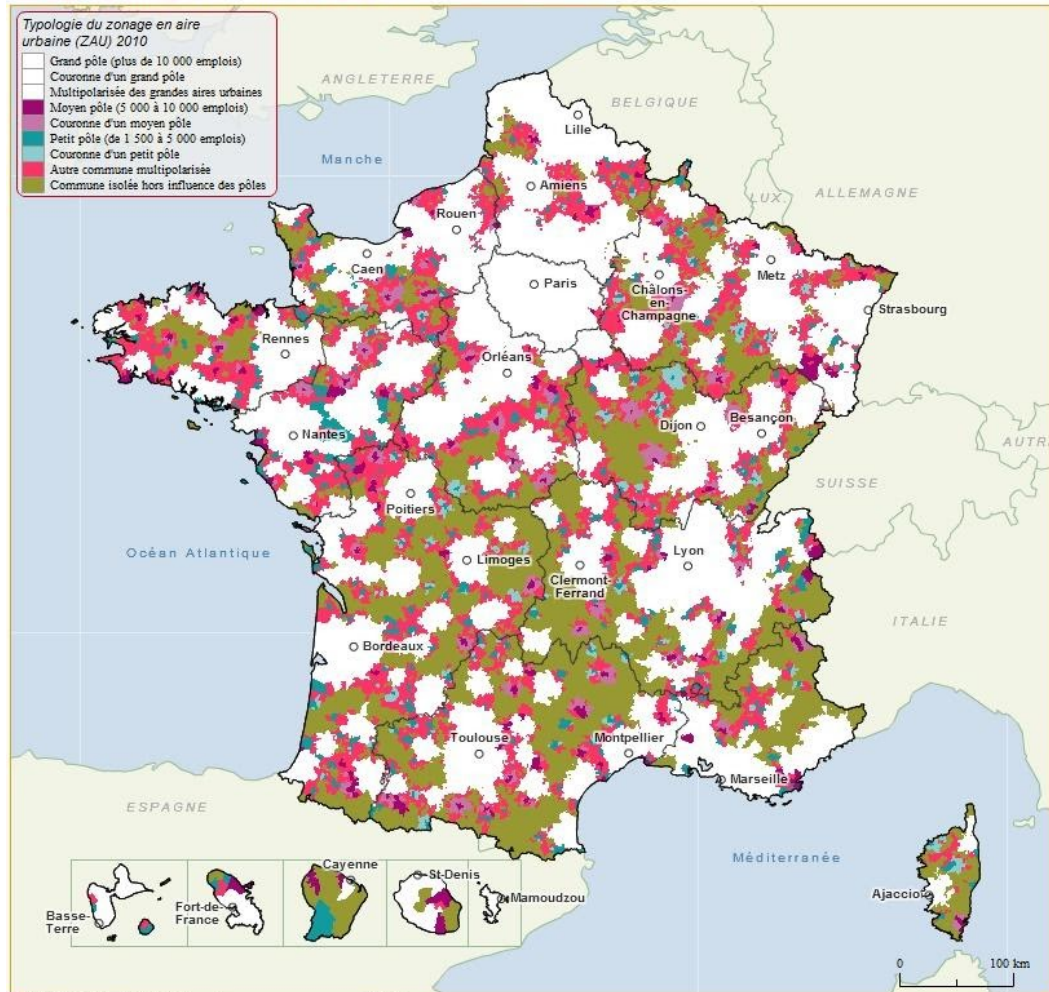 Typologie du zonage en aire
urbaine (ZAU) 2010
Grand pôle (plus de 10 000 emplois)
Couronne d'un grand pôle
Multipolarisée des grandes aires urbaines
Moyen pôle (5 000 à 10 000 emplois)
Couronne d'un moyen pôle
Petit pôle (de 1 500 à 5 000 emplois)
Couronne d'un petit pôle
Autre commune multipolarisée
Commune isolée hors influence des pôles
ANGLETERRE
BELGIQUE
Lille
Manche
Amiens
LUX.
ALLEMAGNE
Rouen
Caen
Metz
Paris
Châlons-
en-
Champagne
Strasbourg
Rennes
Orléans
Dijon
Besançon
Nantes
AUTR
SUISSE
Poitiers
Océan Atlantique
Limoges
Clermont-
Ferrand
Lyon
ITALIE
Bordeaux
Toulouse
Montpellier
Marseille
ESPAGNE
Méditerranée
Cayenne
St-Denis
Mamoudzou
Ajaccio
Basse-
Terre
Fort-de-
France
0 100 km